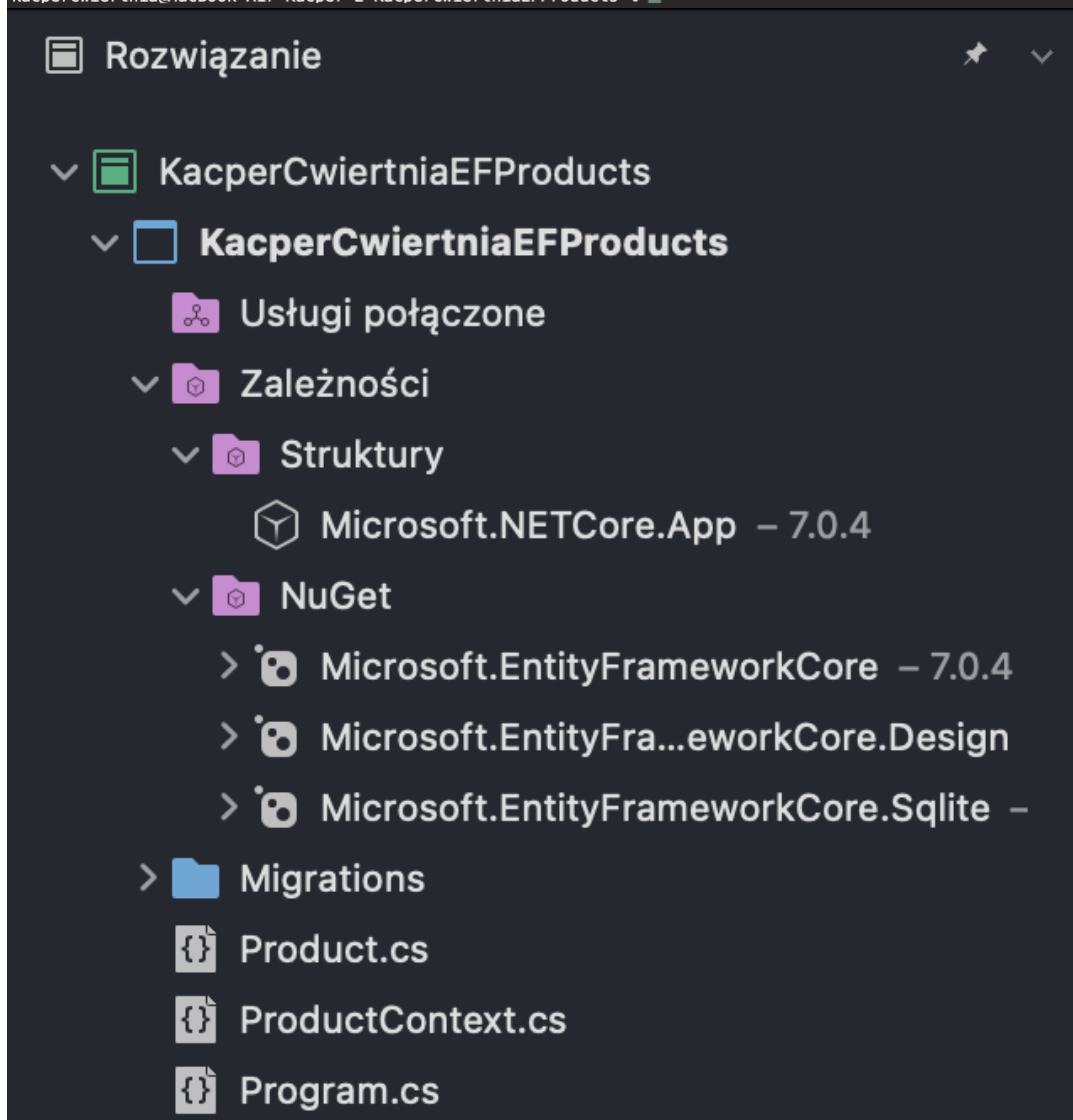 Rozwiązanie
KacperCwiertniaEFProducts
KacperCwiertniaEFProducts
Usługi połączone
Zależności
Struktury
Microsoft.NETCore.App – 7.0.4
NuGet
Microsoft.EntityFrameworkCore – 7.0.4
Microsoft.EntityFra...eworkCore.Design
Microsoft.EntityFrameworkCore.Sqlite –
Migrations
Product.cs
ProductContext.cs
Program.cs